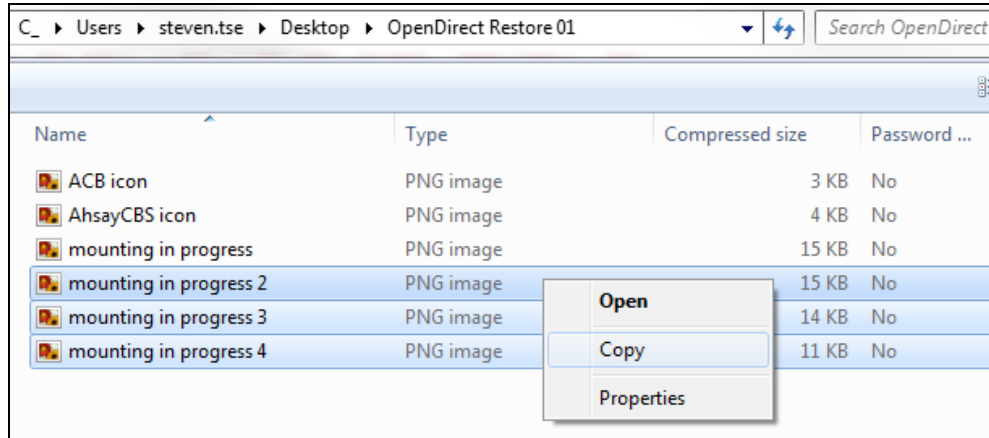 C_ ▸ Users ▸ steven.tse ▸ Desktop ▸ OpenDirect Restore 01 Search OpenDirect
Name Type Compressed size Password ...
ACB icon PNG image 3 KB No
AhsayCBS icon PNG image 4 KB No
mounting in progress PNG image 15 KB No
mounting in progress 2 PNG image 15 KB No
mounting in progress 3 PNG image 14 KB No
mounting in progress 4 PNG image 11 KB No
Open
Copy
Properties